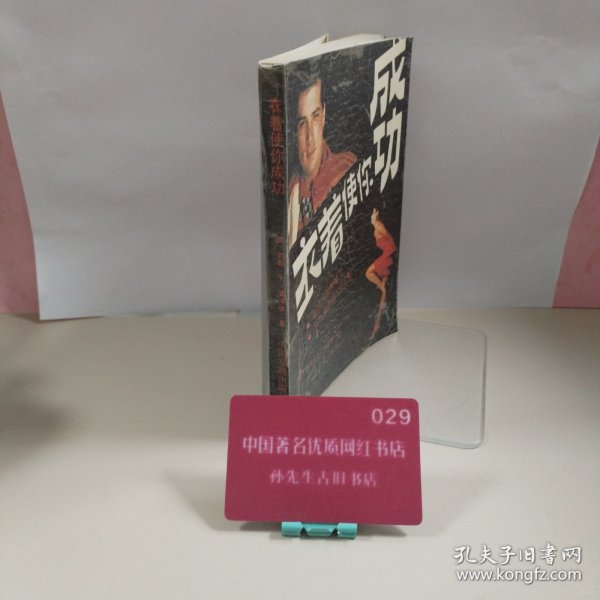 衣着使你成功
衣着使你成功
029
中国著名优质网红书店
孙先生古旧书店
孔夫子旧书网
www.kongfz.com